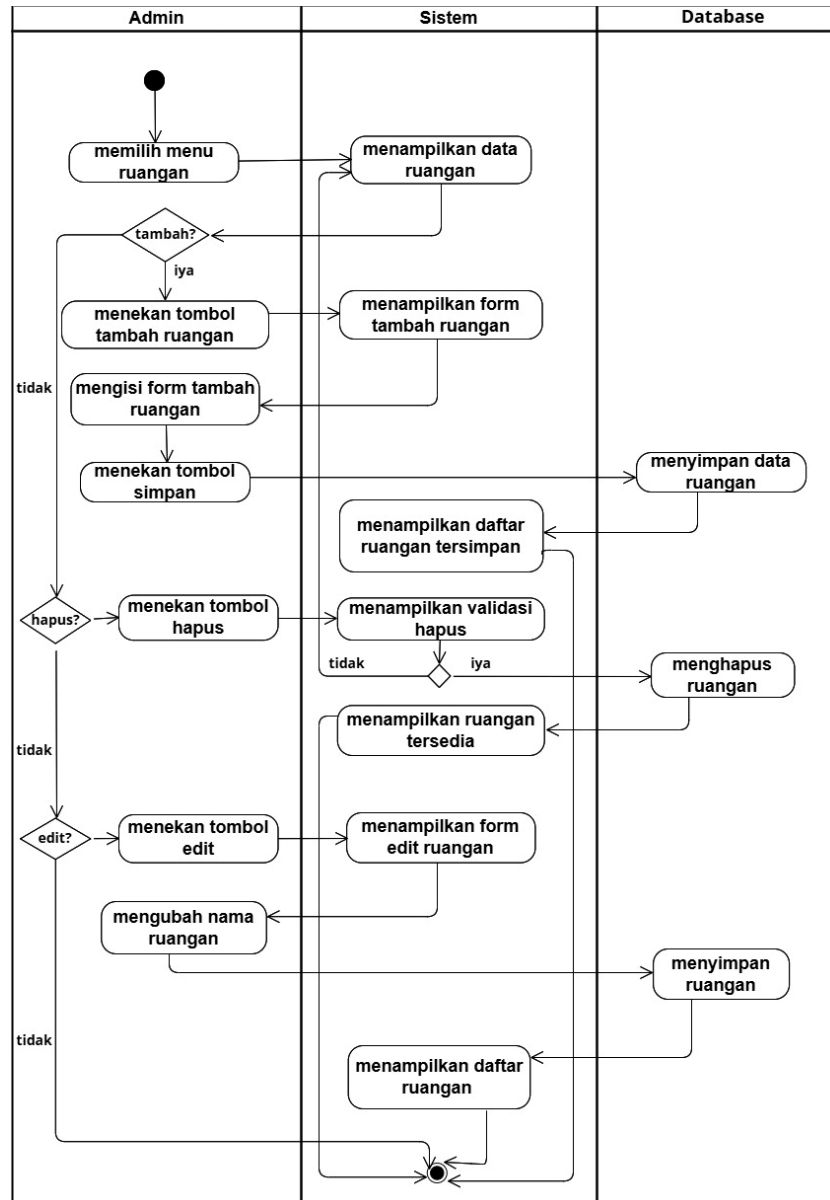 Admin
Sistem
Database
memilih menu
ruangan
menampilkan data
ruangan
tambah?
iya
menekan tombol
tambah ruangan
menampilkan form
tambah ruangan
tidak
mengisi form tambah
ruangan
menekan tombol
simpan
menyimpan data
ruangan
menampilkan daftar
ruangan tersimpan
hapus?
menekan tombol
hapus
menampilkan validasi
hapus
tidak
iya
menghapus
ruangan
menampilkan ruangan
tersedia
tidak
edit?
menekan tombol
edit
menampilkan form
edit ruangan
mengubah nama
ruangan
menyimpan
ruangan
tidak
menampilkan daftar
ruangan